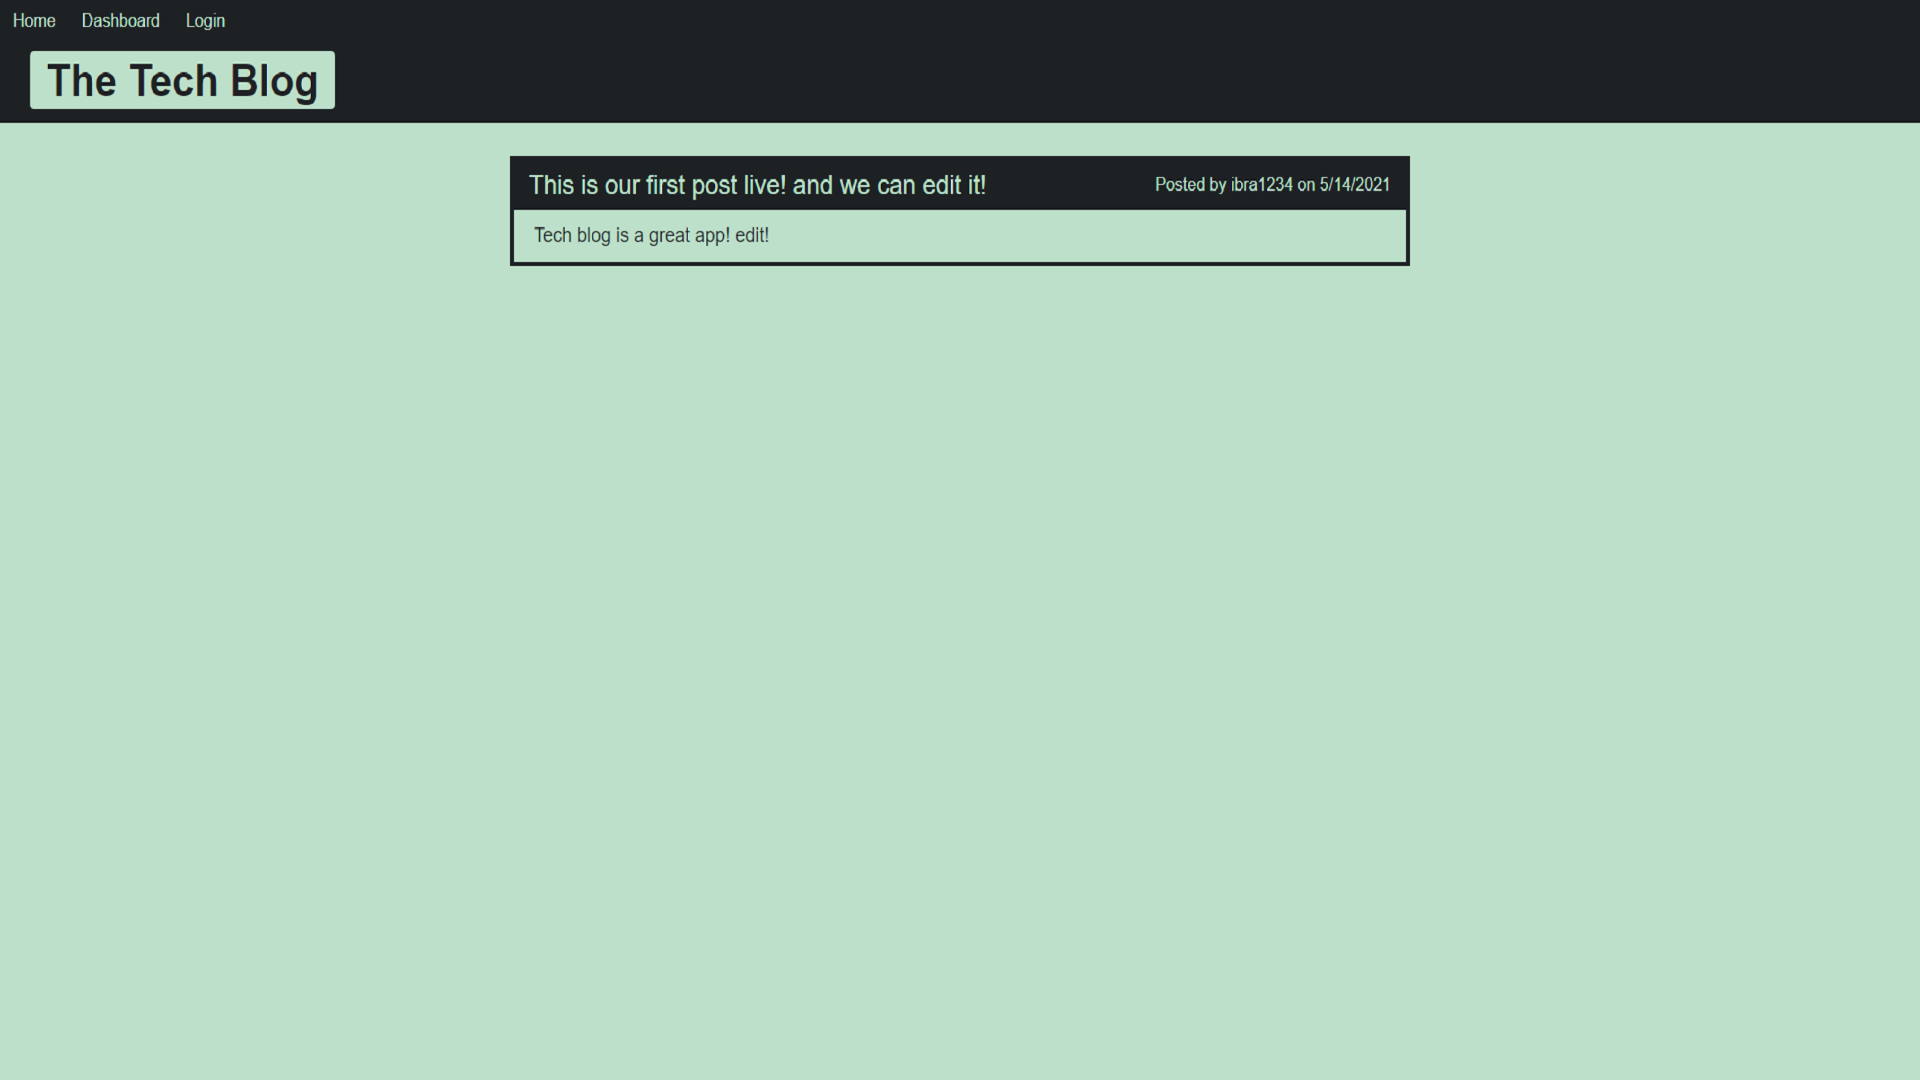 Home Dashboard Login
The Tech Blog
This is our first post live! and we can edit it! Posted by ibra1234 on 5/14/2021
Tech blog is a great app! edit!